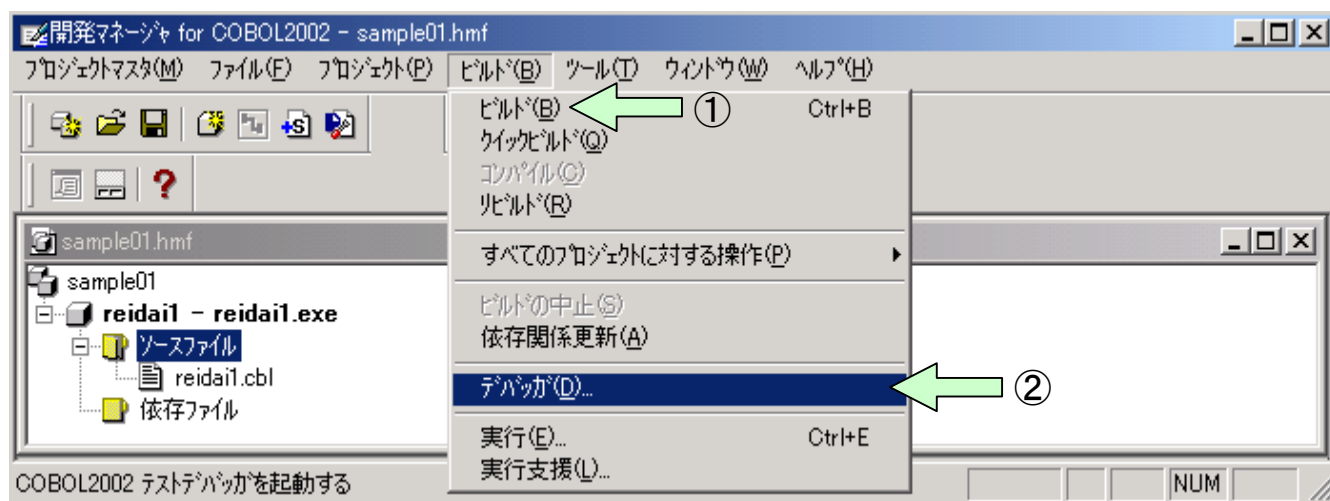 開発ﾏﾈｰｼﾞｬ for COBOL2002 - sample01.hmf
ﾌﾟﾛｼﾞｪｸﾄﾏｽﾀ(M) ﾌｧｲﾙ(F) ﾌﾟﾛｼﾞｪｸﾄ(P) ﾋﾞﾙﾄﾞ(B) ﾂｰﾙ(T) ｳｨﾝﾄﾞｳ(W) ﾍﾙﾌﾟ(H)
ﾋﾞﾙﾄﾞ(B) Ctrl+B
①
ｸｲｯｸﾋﾞﾙﾄﾞ(Q)
ｺﾝﾊﾟｲﾙ(C)
ﾘﾋﾞﾙﾄﾞ(R)
すべてのﾌﾟﾛｼﾞｪｸﾄに対する操作(P)
ﾋﾞﾙﾄﾞの中止(S)
依存関係更新(A)
ﾃﾞﾊﾞｯｶﾞ(D)...
②
実行(E)... Ctrl+E
実行支援(L)...
sample01.hmf
sample01
reidai1 - reidai1.exe
ｿｰｽﾌｧｲﾙ
reidai1.cbl
依存ﾌｧｲﾙ
COBOL2002 ﾃｽﾄﾃﾞﾊﾞｯｶﾞを起動する
NUM